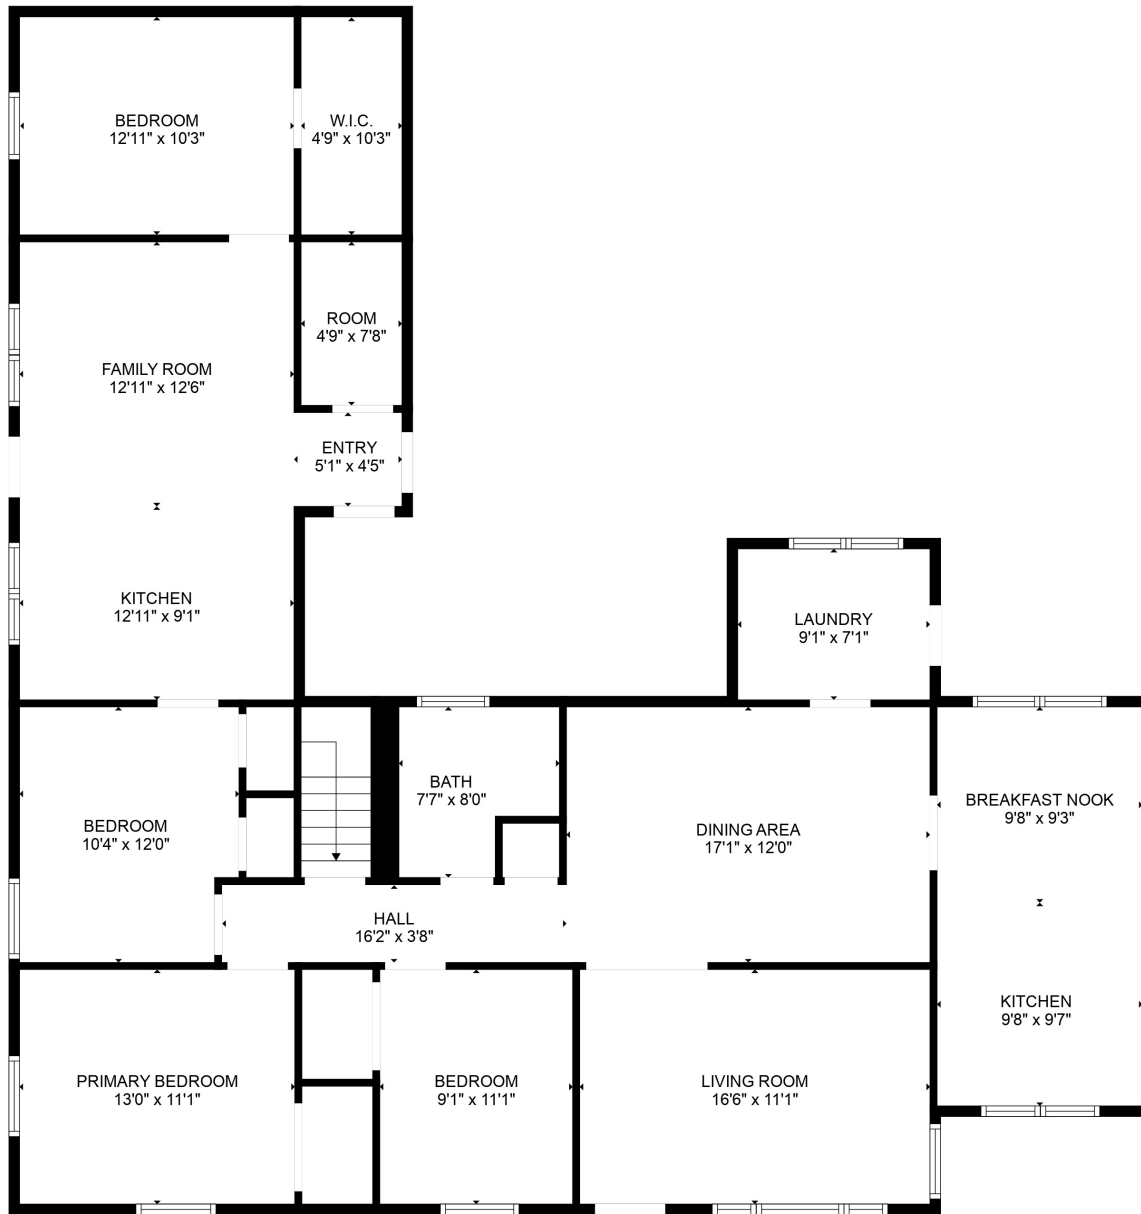 BEDROOM
12'11" x 10'3"
W.I.C.
4'9" x 10'3"
ROOM
4'9" x 7'8"
FAMILY ROOM
12'11" x 12'6"
ENTRY
5'1" x 4'5"
KITCHEN
12'11" x 9'1"
LAUNDRY
9'1" x 7'1"
BATH
7'7" x 8'0"
BREAKFAST NOOK
9'8" x 9'3"
BEDROOM
10'4" x 12'0"
DINING AREA
17'1" x 12'0"
HALL
16'2" x 3'8"
KITCHEN
9'8" x 9'7"
PRIMARY BEDROOM
13'0" x 11'1"
BEDROOM
9'1" x 11'1"
LIVING ROOM
16'6" x 11'1"